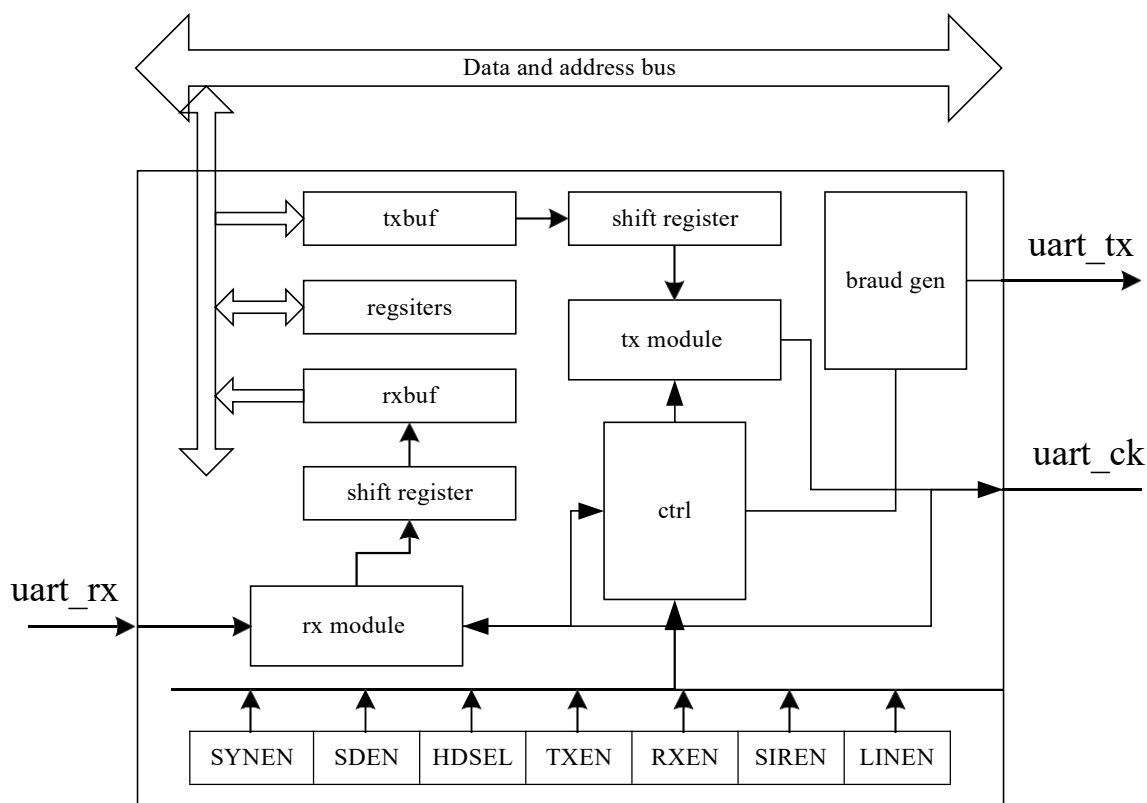 Data and address bus
txbuf
shift register
uart_tx
braud gen
regsiters
tx module
rxbuf
uart_ck
shift register
ctrl
uart_rx
rx module
SYNEN
SDEN
HDSEL
TXEN
RXEN
SIREN
LINEN